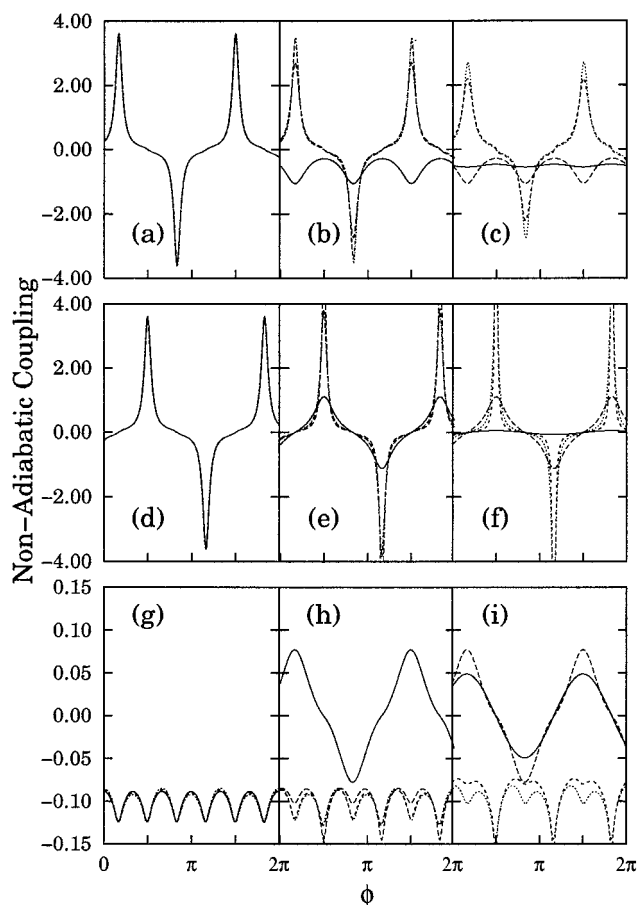 4.00
2.00
0.00
−2.00
−4.00
(a)
(b)
(c)
4.00
2.00
0.00
−2.00
−4.00
(d)
(e)
(f)
0.15
0.10
0.05
0.00
−0.05
−0.10
−0.15
(g)
(h)
(i)
0
π
2π
π
2π
π
2π
ϕ
Non−Adiabatic Coupling